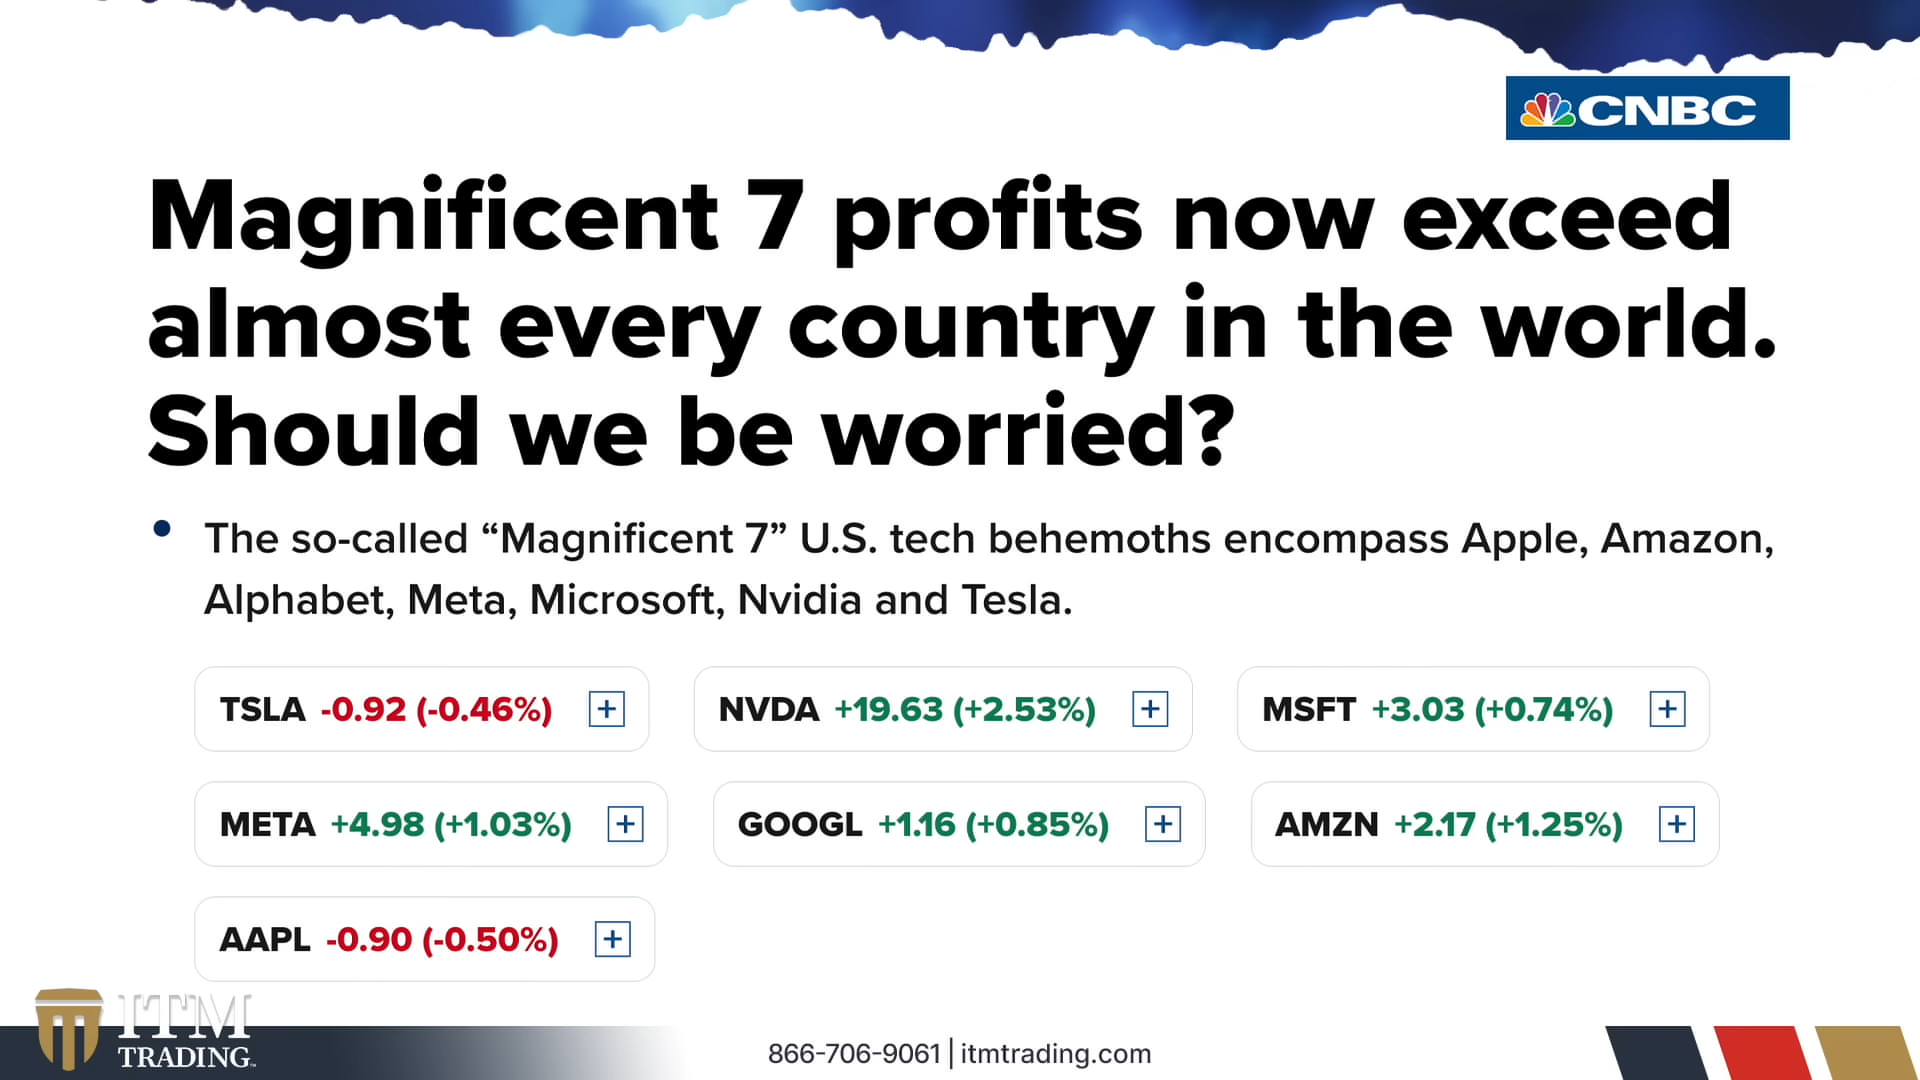 CNBC
Magnificent 7 profits now exceed
almost every country in the world.
Should we be worried?
• The so-called “Magnificent 7” U.S. tech behemoths encompass Apple, Amazon,
Alphabet, Meta, Microsoft, Nvidia and Tesla.
TSLA -0.92 (-0.46%) +
NVDA +19.63 (+2.53%) +
MSFT +3.03 (+0.74%) +
META +4.98 (+1.03%) +
GOOGL +1.16 (+0.85%) +
AMZN +2.17 (+1.25%) +
AAPL -0.90 (-0.50%) +
ITM
TRADING™
866-706-9061 | itmtrading.com